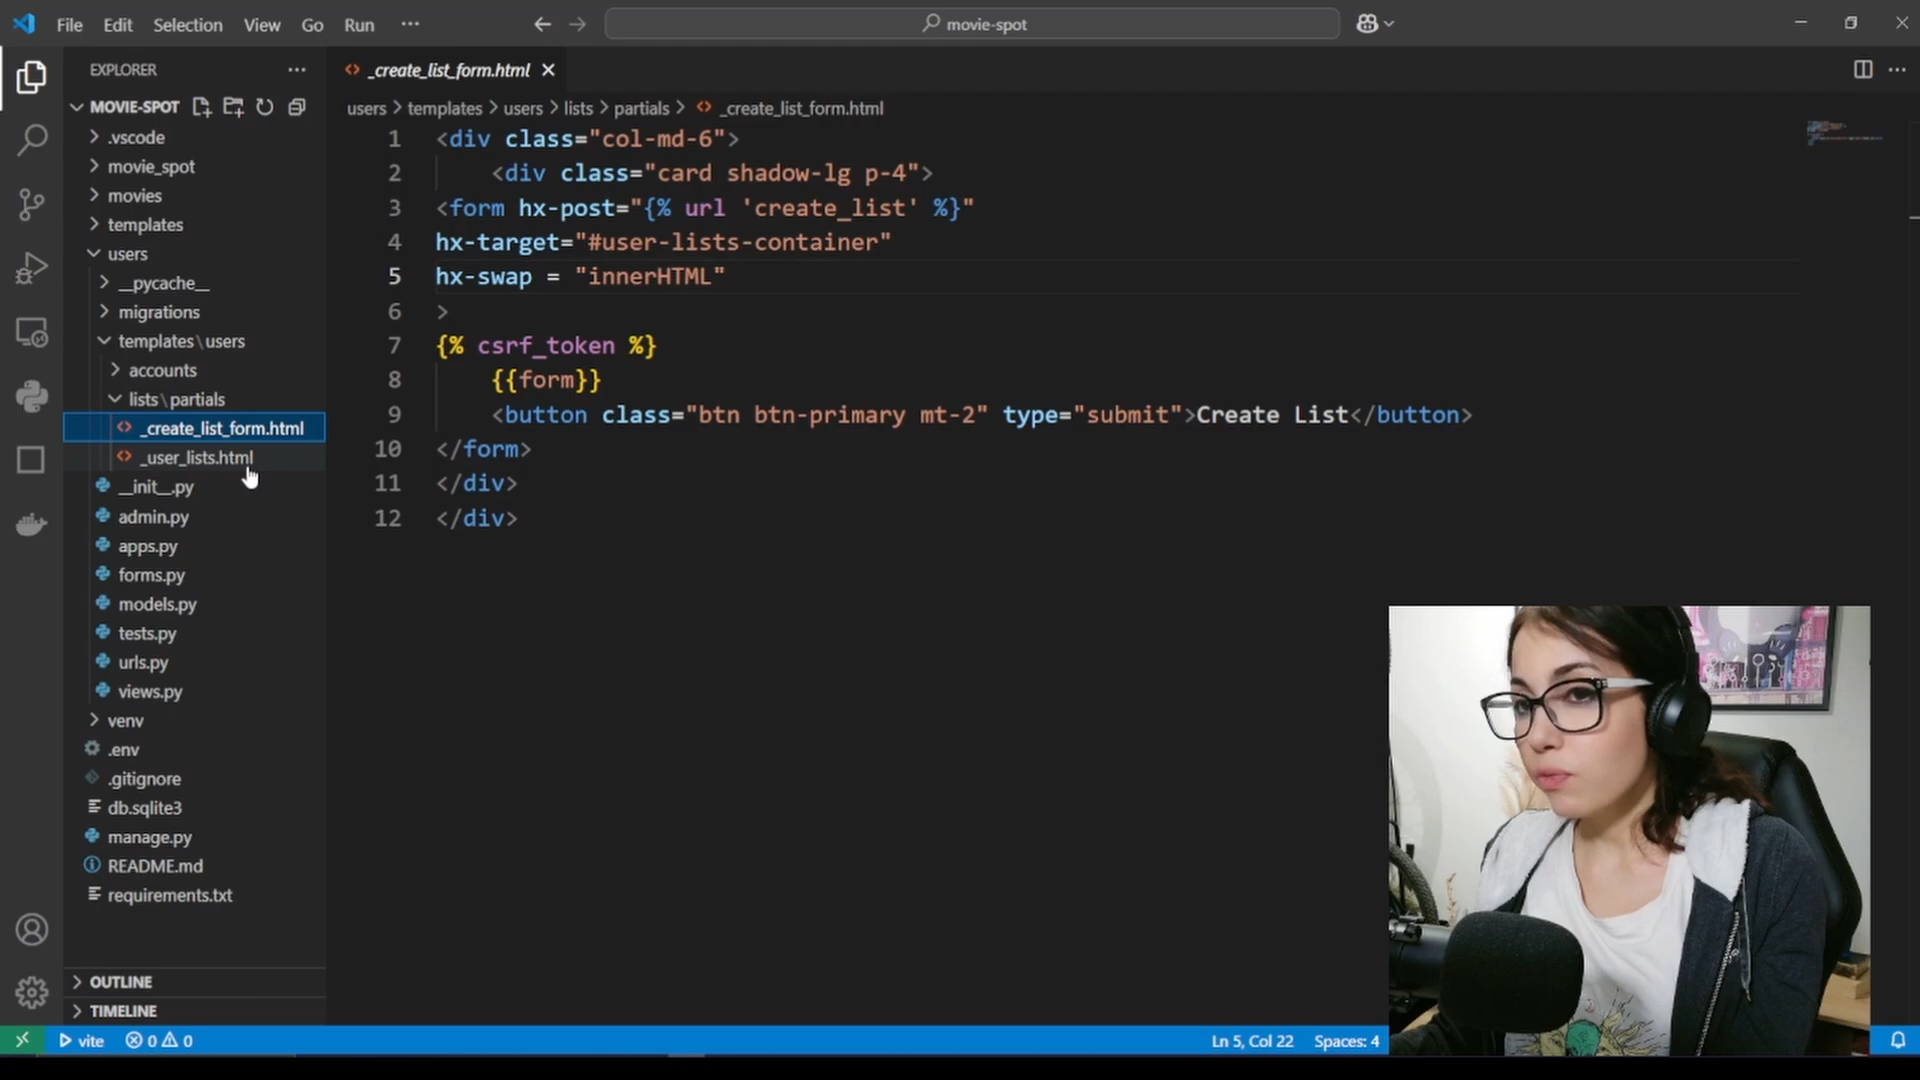 File Edit Selection View Go Run ··· movie-spot
EXPLORER ···
MOVIE-SPOT
.vscode
movie_spot
movies
templates
users
__pycache__
migrations
templates\users
accounts
lists\partials
_create_list_form.html
_user_lists.html
__init__.py
admin.py
apps.py
forms.py
models.py
tests.py
urls.py
views.py
venv
.env
.gitignore
db.sqlite3
manage.py
README.md
requirements.txt
OUTLINE
TIMELINE
_create_list_form.html
users > templates > users > lists > partials > _create_list_form.html
1 <div class="col-md-6">
2 <div class="card shadow-lg p-4">
3 <form hx-post="{% url 'create_list' %}"
4 hx-target="#user-lists-container"
5 hx-swap = "innerHTML"
6 >
7 {% csrf_token %}
8 {{form}}
9 <button class="btn btn-primary mt-2" type="submit">Create List</button>
10 </form>
11 </div>
12 </div>
vite 0 0 Ln 5, Col 22 Spaces: 4